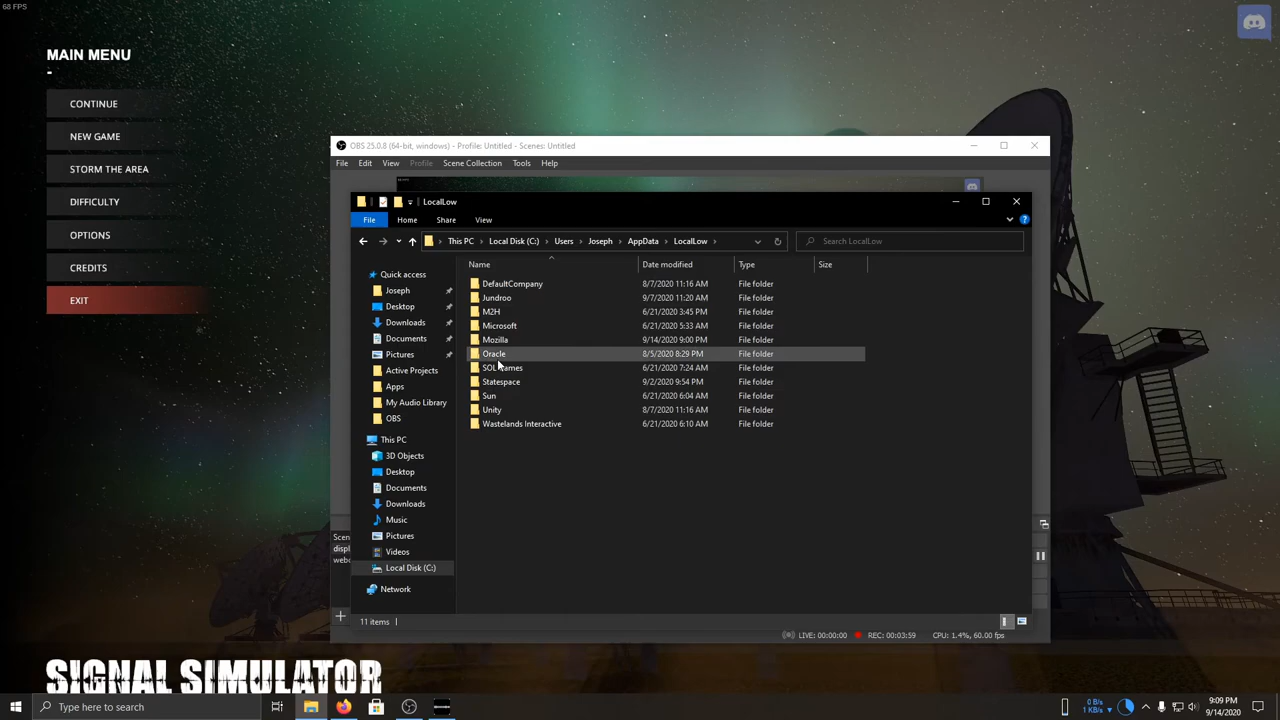 68 FPS
MAIN MENU
CONTINUE
NEW GAME
STORM THE AREA
DIFFICULTY
OPTIONS
CREDITS
EXIT
SIGNAL SIMULATOR
OBS 25.0.8 (64-bit, windows) - Profile: Untitled - Scenes: Untitled
File Edit View Profile Scene Collection Tools Help
LocalLow
File Home Share View
This PC > Local Disk (C:) > Users > Joseph > AppData > LocalLow >
Search LocalLow
Quick access
Joseph
Desktop
Downloads
Documents
Pictures
Active Projects
Apps
My Audio Library
OBS
This PC
3D Objects
Desktop
Documents
Downloads
Music
Pictures
Videos
Local Disk (C:)
Network
Name Date modified Type Size
DefaultCompany 8/7/2020 11:16 AM File folder
Jundroo 9/7/2020 11:20 AM File folder
M2H 6/21/2020 3:45 PM File folder
Microsoft 6/21/2020 5:33 AM File folder
Mozilla 9/14/2020 9:00 PM File folder
Oracle 8/5/2020 8:29 PM File folder
6/21/2020 7:24 AM File folder
Statespace 9/2/2020 9:54 PM File folder
Sun 6/21/2020 6:04 AM File folder
Unity 8/7/2020 11:16 AM File folder
Wastelands Interactive 6/21/2020 6:10 AM File folder
11 items
LIVE: 00:00:00 REC: 00:03:59 CPU: 1.4%, 60.00 fps
Type here to search
0 B/s
1 KB/s
9:09 PM
9/14/2020